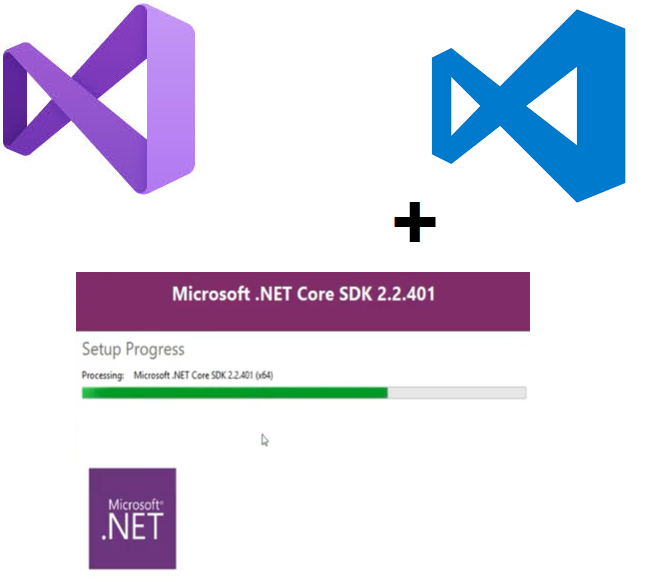 Microsoft .NET Core SDK 2.2.401
Setup Progress
Processing: Microsoft .NET Core SDK 2.2.401 (x64)
Microsoft®
.NET